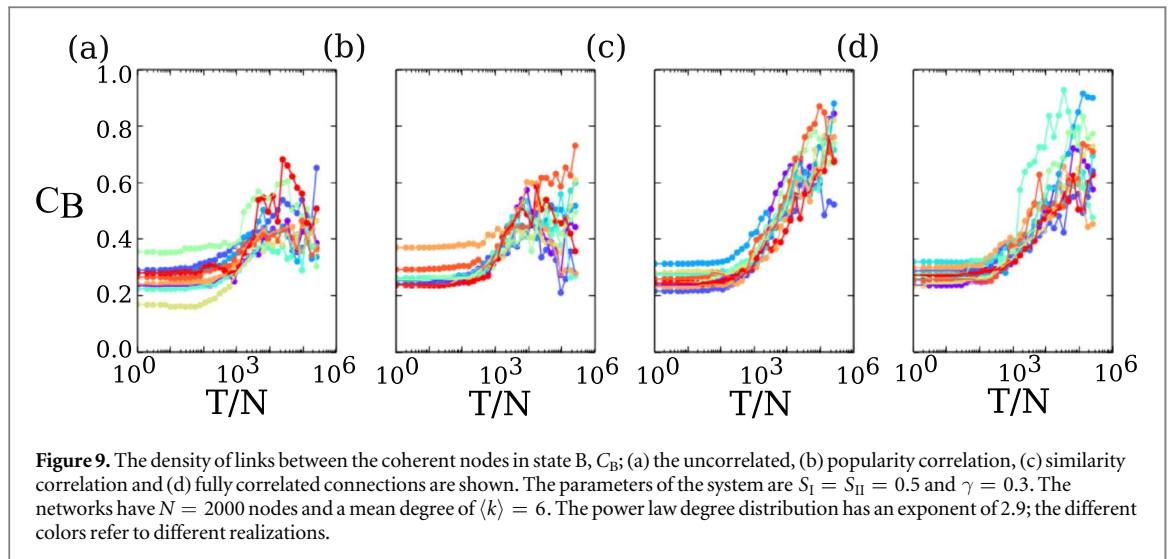 (a) (b) (c) (d)
1.0
0.8
0.6
C_B
0.4
0.2
0.0
10^0 10^3 10^6 10^0 10^3 10^6 10^0 10^3 10^6 10^0 10^3 10^6
T/N T/N T/N T/N
Figure 9. The density of links between the coherent nodes in state B, C_B; (a) the uncorrelated, (b) popularity correlation, (c) similarity
correlation and (d) fully correlated connections are shown. The parameters of the system are S_I = S_II = 0.5 and γ = 0.3. The
networks have N = 2000 nodes and a mean degree of ⟨k⟩ = 6. The power law degree distribution has an exponent of 2.9; the different
colors refer to different realizations.